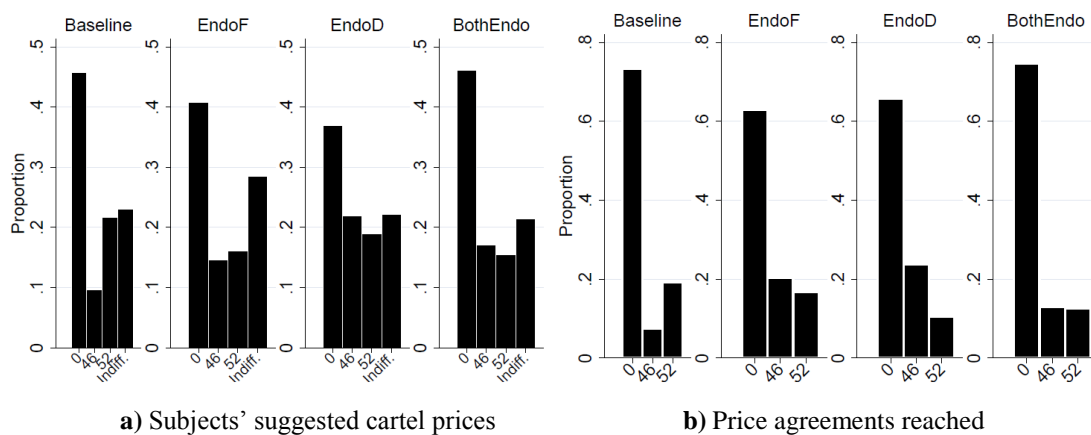 Baseline EndoF EndoD BothEndo
Proportion
0 .1 .2 .3 .4 .5
0 46 52 Indiff.
0 .1 .2 .3 .4 .5
0 46 52 Indiff.
0 .1 .2 .3 .4 .5
0 46 52 Indiff.
0 .1 .2 .3 .4 .5
0 46 52 Indiff.
a) Subjects’ suggested cartel prices
Baseline EndoF EndoD BothEndo
Proportion
0 .2 .4 .6 .8
0 46 52
0 .2 .4 .6 .8
0 46 52
0 .2 .4 .6 .8
0 46 52
0 .2 .4 .6 .8
0 46 52
b) Price agreements reached